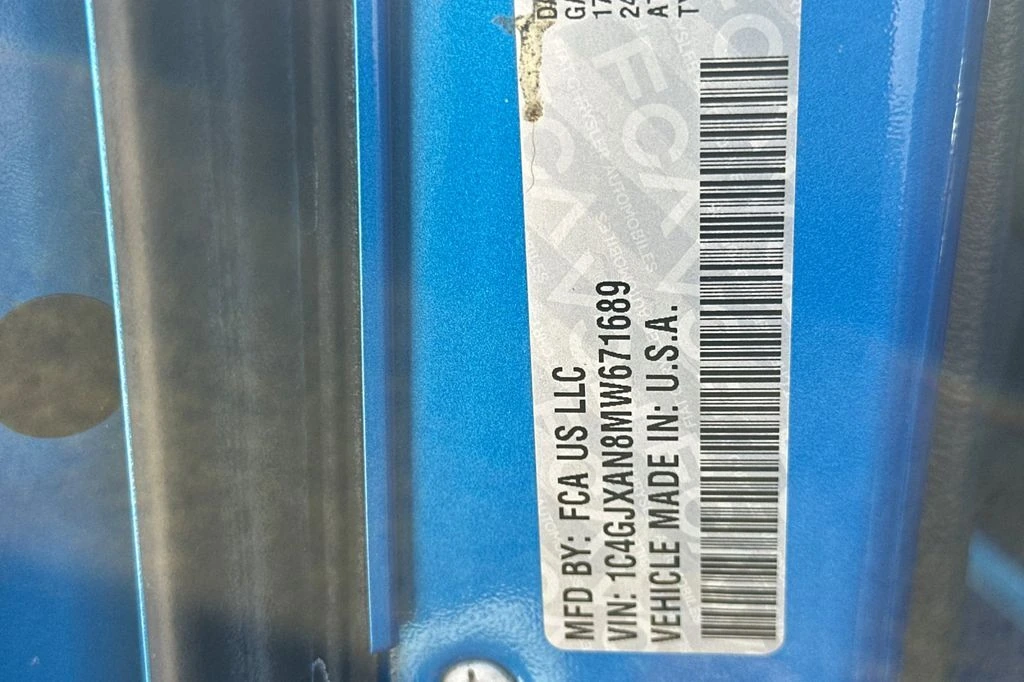 MFD BY: FCA US LLC
VIN: 1C4GJXAN8MW671689
VEHICLE MADE IN: U.S.A.